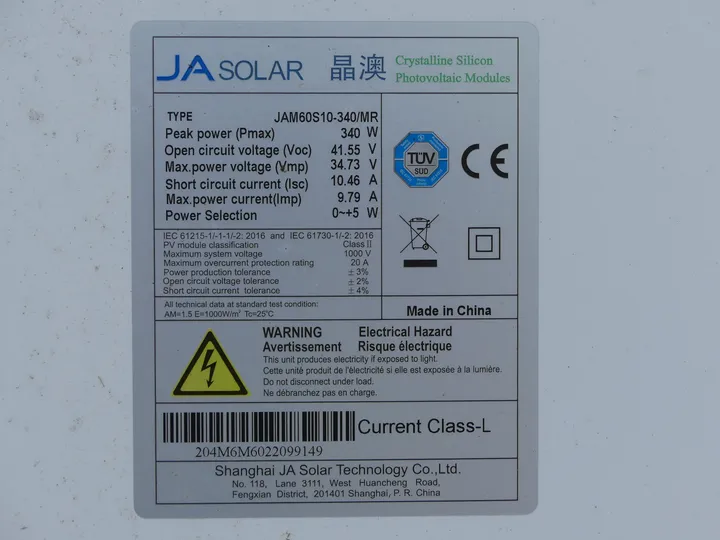 JA SOLAR 晶澳 Crystalline Silicon
Photovoltaic Modules
TYPE JAM60S10-340/MR
Peak power (Pmax) 340 W
Open circuit voltage (Voc) 41.55 V
Max.power voltage (Vmp) 34.73 V
Short circuit current (Isc) 10.46 A
Max.power current(Imp) 9.79 A
Power Selection 0~+5 W
TÜV
SÜD
CE
IEC 61215-1/-1-1/-2: 2016 and IEC 61730-1/-2: 2016
PV module classification Class II
Maximum system voltage 1000 V
Maximum overcurrent protection rating 20 A
Power production tolerance ± 3%
Open circuit voltage tolerance ± 2%
Short circuit current tolerance ± 4%
All technical data at standard test condition:
AM=1.5 E=1000W/m² Tc=25°C
Made in China
WARNING Electrical Hazard
Avertissement Risque électrique
This unit produces electricity if exposed to light.
Cette unité produit de l'électricité si elle est exposée à la lumière.
Do not disconnect under load.
Ne débranchez pas en charge.
Current Class-L
204M6M6022099149
Shanghai JA Solar Technology Co.,Ltd.
No. 118, Lane 3111, West Huancheng Road,
Fengxian District, 201401 Shanghai, P. R. China